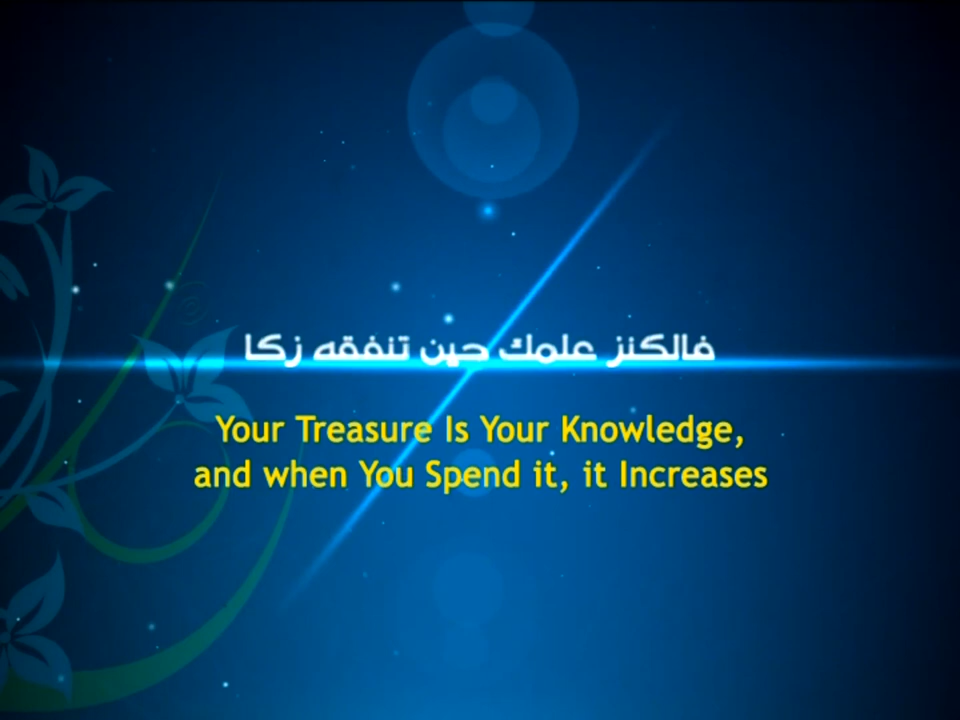 فالكنز علمك حين تنفقه زكا
Your Treasure Is Your Knowledge,
and when You Spend it, it Increases